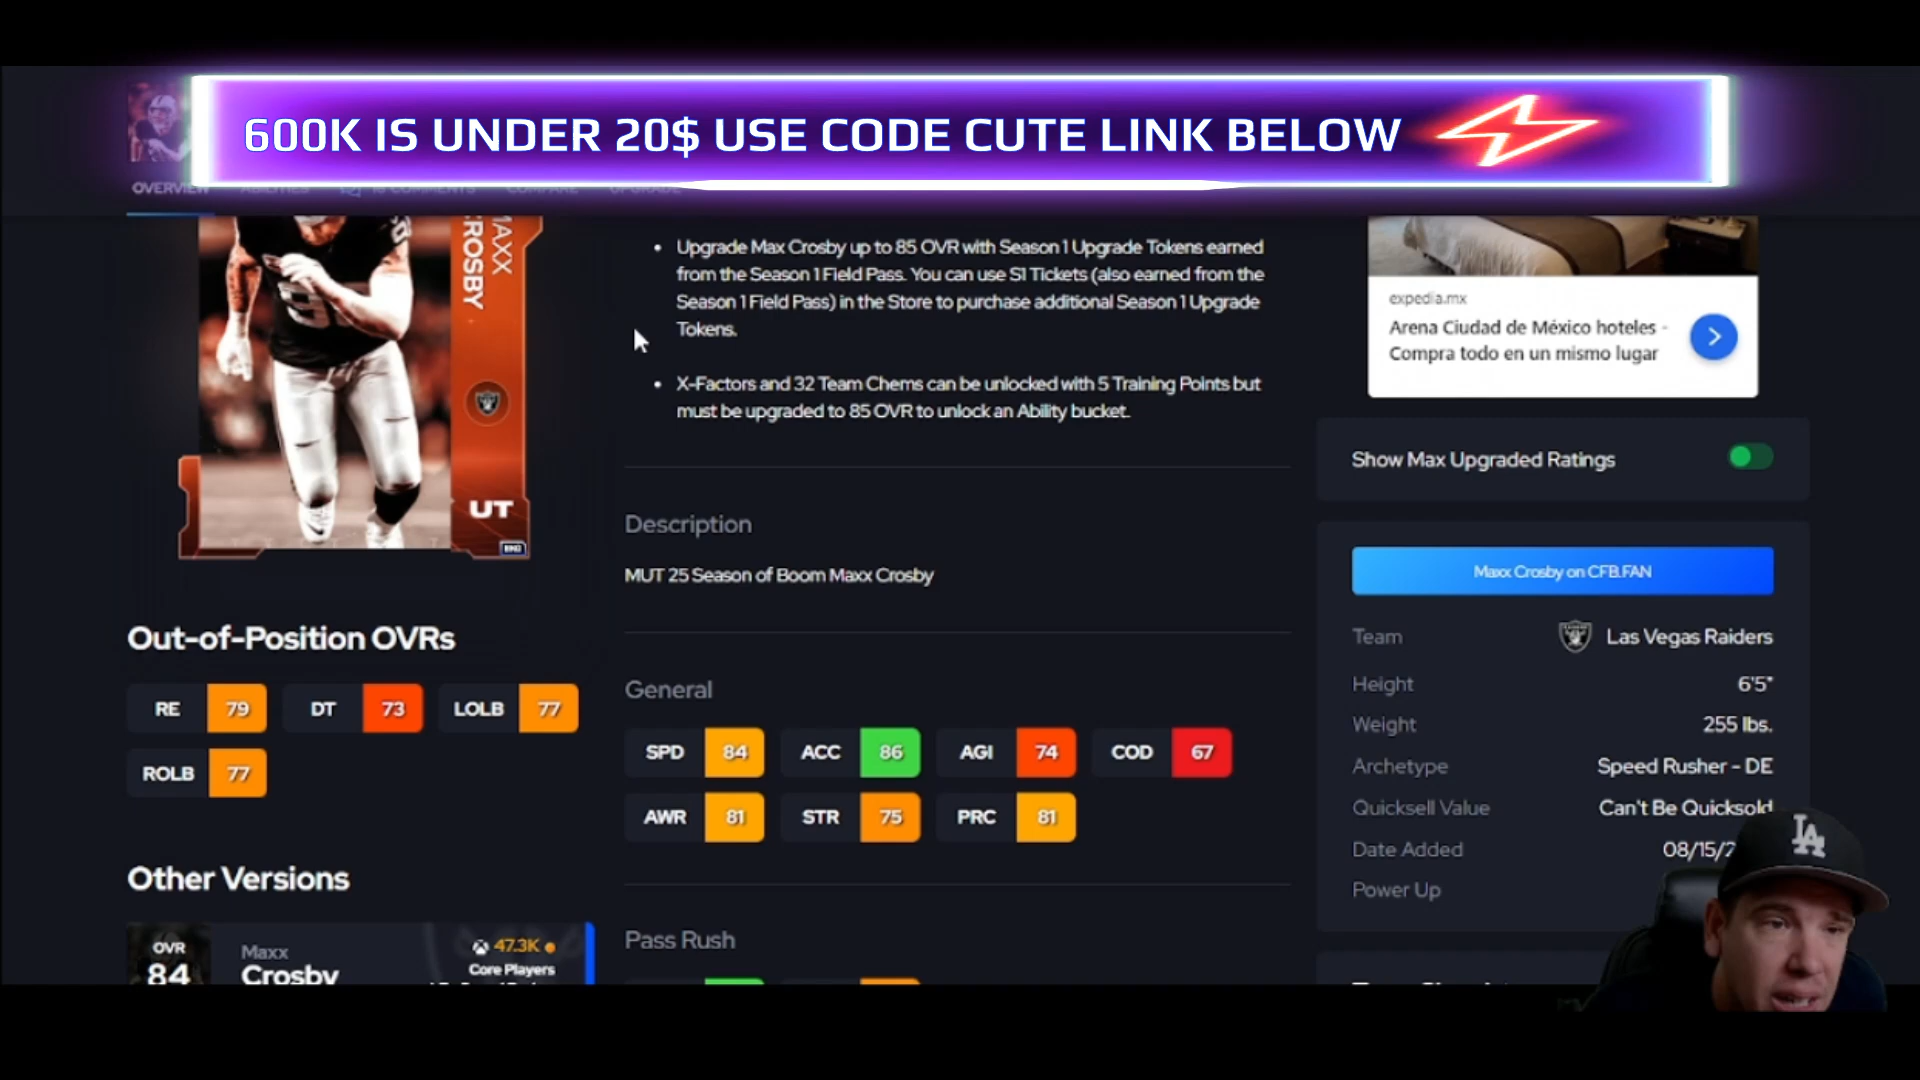 600K IS UNDER 20$ USE CODE CUTE LINK BELOW
OVERVIEW ABILITIES 16 COMMENTS COMPARE UPGRADE
MAXX
CROSBY
UT
Upgrade Max Crosby up to 85 OVR with Season 1 Upgrade Tokens earned
from the Season 1 Field Pass. You can use S1 Tickets (also earned from the
Season 1 Field Pass) in the Store to purchase additional Season 1 Upgrade
Tokens.
X-Factors and 32 Team Chems can be unlocked with 5 Training Points but
must be upgraded to 85 OVR to unlock an Ability bucket.
Description
MUT 25 Season of Boom Maxx Crosby
Out-of-Position OVRs
RE 79 DT 73 LOLB 77
ROLB 77
Other Versions
OVR
84
Maxx
Crosby
47.3K
Core Players
General
SPD 84 ACC 86 AGI 74 COD 67
AWR 81 STR 75 PRC 81
Pass Rush
expedia.mx
Arena Ciudad de México hoteles -
Compra todo en un mismo lugar
Show Max Upgraded Ratings
Maxx Crosby on CFB.FAN
Team Las Vegas Raiders
Height 6'5"
Weight 255 lbs.
Archetype Speed Rusher - DE
Quicksell Value Can't Be Quicksold
Date Added 08/15/2
Power Up
LA